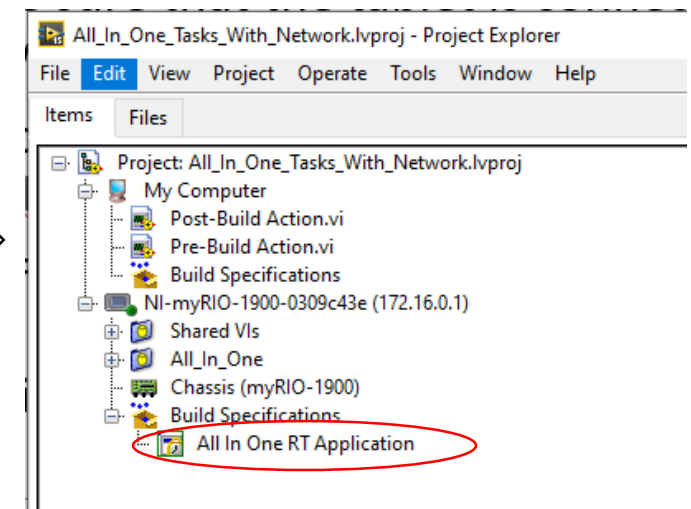 All_In_One_Tasks_With_Network.lvproj - Project Explorer
File Edit View Project Operate Tools Window Help
Items Files
Project: All_In_One_Tasks_With_Network.lvproj
My Computer
Post-Build Action.vi
Pre-Build Action.vi
Build Specifications
NI-myRIO-1900-0309c43e (172.16.0.1)
Shared VIs
All_In_One
Chassis (myRIO-1900)
Build Specifications
All In One RT Application